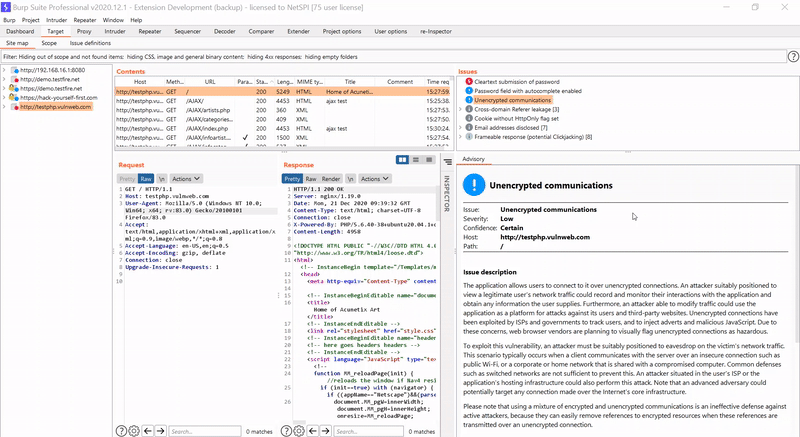 Burp Suite Professional v2020.12.1 - Extension Development (backup) - licensed to NetSPI [75 user license]
Burp Project Intruder Repeater Window Help
Dashboard Target Proxy Intruder Repeater Sequencer Decoder Comparer Extender Project options User options re-Inspector
Site map Scope Issue definitions
Filter: Hiding out of scope and not found items; hiding CSS, image and general binary content; hiding 4xx responses; hiding empty folders
http://192.168.16.1:8080
http://demo.testfire.net
https://demo.testfire.net
https://hack-yourself-first.com
http://testphp.vulnweb.com
Contents
Host Meth... URL Para... Sta... Leng... MIME ty... Title Comment Time req
http://testphp.vu... GET / 200 5249 HTML Home of Acunetix ... 15:27:59.
http://testphp.vu... GET /AJAX/ 200 4453 HTML ajax test 15:25:38.
http://testphp.vu... GET /AJAX/artists.php 200 360 XML 15:27:52.
http://testphp.vu... GET /AJAX/categories... 200 409 XML 15:27:50.
http://testphp.vu... GET /AJAX/index.php 200 4453 HTML ajax test 15:30:24.
http://testphp.vu... GET /AJAX/infoartist.... ✓ 200 1500 XML 15:27:54.
Issues
Cleartext submission of password
Password field with autocomplete enabled
Unencrypted communications
Cross-domain Referer leakage [3]
Cookie without HttpOnly flag set
Email addresses disclosed [7]
Frameable response (potential Clickjacking) [8]
Request
Pretty Raw \n Actions
1 GET / HTTP/1.1
2 Host: testphp.vulnweb.com
3 User-Agent: Mozilla/5.0 (Windows NT 10.0;
Win64; x64; rv:83.0) Gecko/20100101
Firefox/83.0
4 Accept:
text/html,application/xhtml+xml,application/x
ml;q=0.9,image/webp,*/*;q=0.8
5 Accept-Language: en-US,en;q=0.5
6 Accept-Encoding: gzip, deflate
7 Connection: close
8 Upgrade-Insecure-Requests: 1
9
10
Search...
0 matches
Response
Pretty Raw Render \n Actions
1 HTTP/1.1 200 OK
2 Server: nginx/1.19.0
3 Date: Mon, 21 Dec 2020 09:39:32 GMT
4 Content-Type: text/html; charset=UTF-8
5 Connection: close
6 X-Powered-By: PHP/5.6.40-38+ubuntu20.04.1+
7 Content-Length: 4958
8
9 <!DOCTYPE HTML PUBLIC "-//W3C//DTD HTML 4.0
"http://www.w3.org/TR/html4/loose.dtd">
<html>
<!-- InstanceBegin template="/Templates/m
<head>
<meta http-equiv="Content-Type" content
<!-- InstanceBeginEditable name="docume
<title>
Home of Acunetix Art
</title>
<!-- InstanceEndEditable -->
<link rel="stylesheet" href="style.css"
<!-- InstanceBeginEditable name="header
<!-- here goes headers headers -->
<!-- InstanceEndEditable -->
<script language="JavaScript" type="tex
<!--
function MM_reloadPage(init) {
//reloads the window if Nav4 resi
if (init==true) with (navigator) {
if ((appName=="Netscape")&&(parse
document.MM_pgW=innerWidth;
document.MM_pgH=innerHeight;
onresize=MM_reloadPage;
Search...
0 matches
INSPECTOR
Advisory
Unencrypted communications
Issue: Unencrypted communications
Severity: Low
Confidence: Certain
Host: http://testphp.vulnweb.com
Path: /
Issue description
The application allows users to connect to it over unencrypted connections. An attacker suitably positioned to
view a legitimate user's network traffic could record and monitor their interactions with the application and
obtain any information the user supplies. Furthermore, an attacker able to modify traffic could use the
application as a platform for attacks against its users and third-party websites. Unencrypted connections have
been exploited by ISPs and governments to track users, and to inject adverts and malicious JavaScript. Due to
these concerns, web browser vendors are planning to visually flag unencrypted connections as hazardous.
To exploit this vulnerability, an attacker must be suitably positioned to eavesdrop on the victim's network traffic.
This scenario typically occurs when a client communicates with the server over an insecure connection such as
public Wi-Fi, or a corporate or home network that is shared with a compromised computer. Common defenses
such as switched networks are not sufficient to prevent this. An attacker situated in the user's ISP or the
application's hosting infrastructure could also perform this attack. Note that an advanced adversary could
potentially target any connection made over the Internet's core infrastructure.
Please note that using a mixture of encrypted and unencrypted communications is an ineffective defense against
active attackers, because they can easily remove references to encrypted resources when these references are
transmitted over an unencrypted connection.